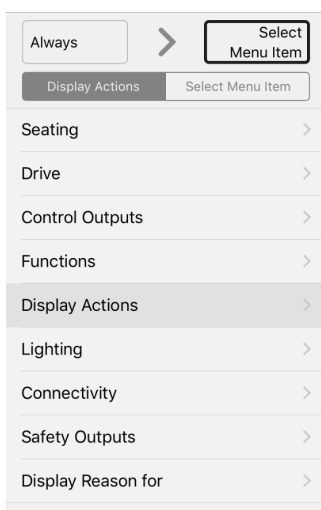 Always
Select
Menu Item
Display Actions
Select Menu Item
Seating
Drive
Control Outputs
Functions
Display Actions
Lighting
Connectivity
Safety Outputs
Display Reason for